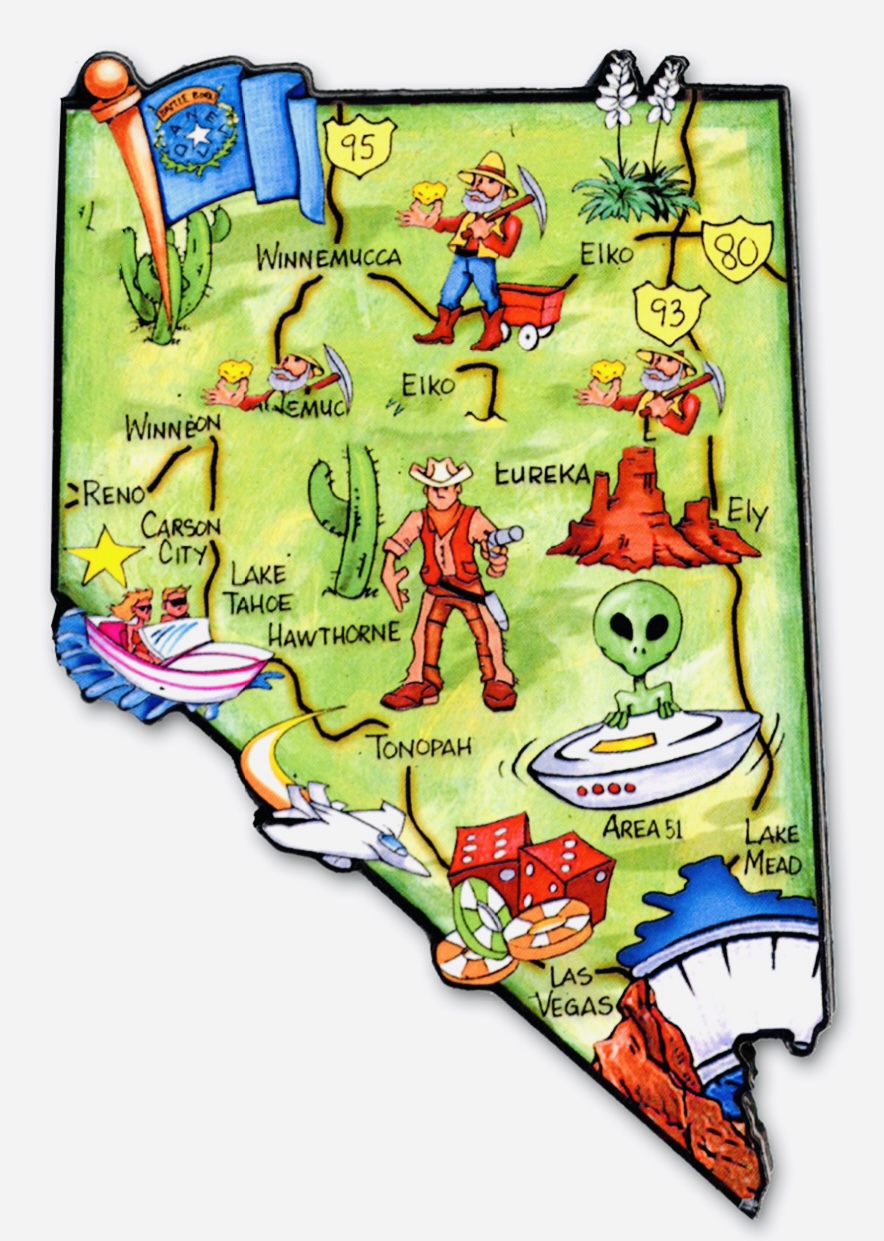 BATTLE BORN
NEVADA
95
WINNEMUCCA
Elko
80
93
Elko
EMUC
WINNEON
EUREKA
RENO
Ely
CARSON
CITY
LAKE
TAHOE
HAWTHORNE
TONOPAH
AREA 51
LAKE
MEAD
LAS
VEGAS